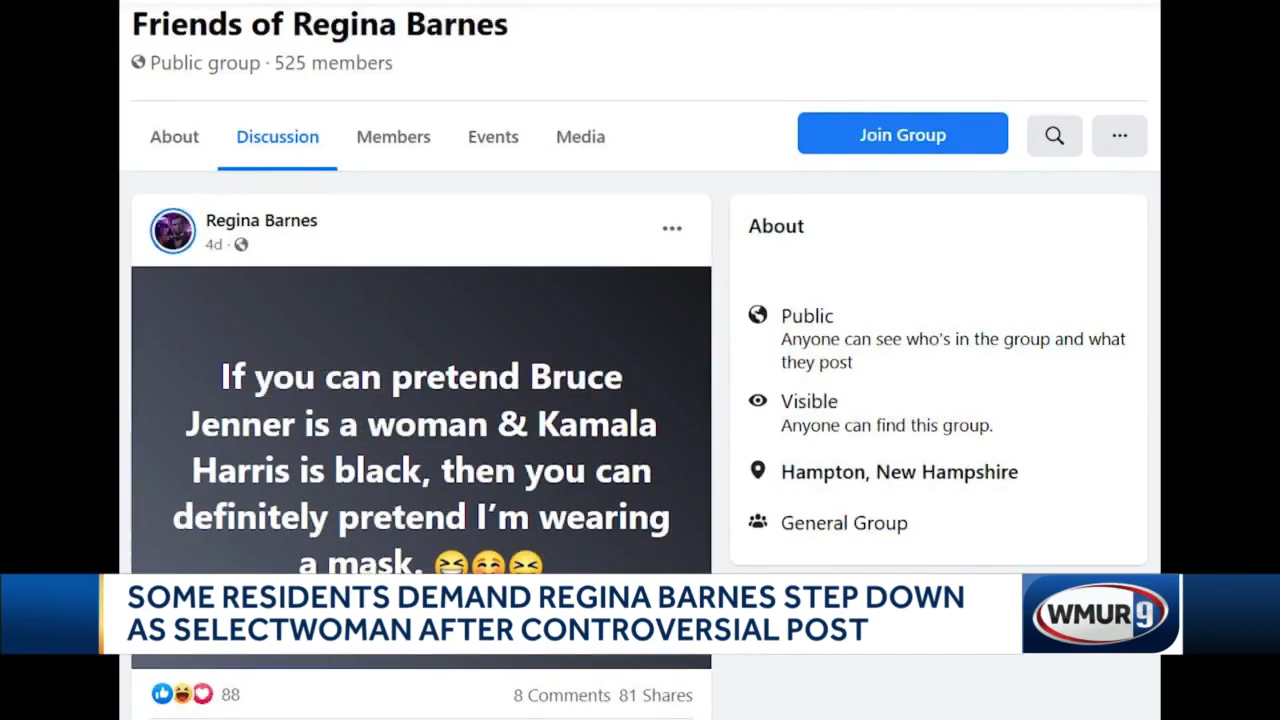 Friends of Regina Barnes
Public group · 525 members
About Discussion Members Events Media Join Group ...
Regina Barnes
4d ·
...
If you can pretend Bruce
Jenner is a woman & Kamala
Harris is black, then you can
definitely pretend I'm wearing
a mask. 😆😊😆
88 8 Comments 81 Shares
About
Public
Anyone can see who's in the group and what
they post
Visible
Anyone can find this group.
Hampton, New Hampshire
General Group
SOME RESIDENTS DEMAND REGINA BARNES STEP DOWN
AS SELECTWOMAN AFTER CONTROVERSIAL POST
WMUR 9